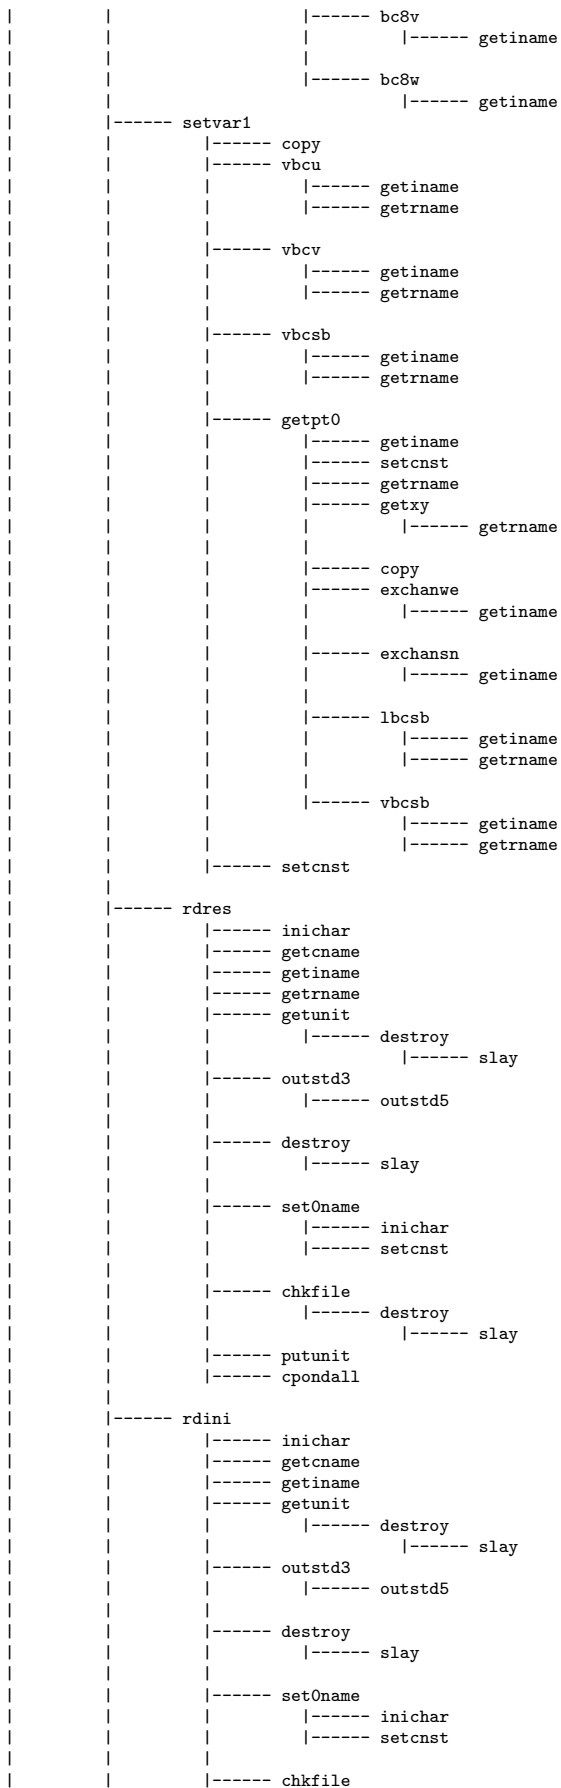 |          |                    |------ bc8v
|          |                    |         |------ getiname
|          |                    |
|          |                    |------ bc8w
|          |                              |------ getiname
|          |------ setvar1
|          |         |------ copy
|          |         |------ vbcu
|          |         |         |------ getiname
|          |         |         |------ getrname
|          |         |
|          |         |------ vbcv
|          |         |         |------ getiname
|          |         |         |------ getrname
|          |         |
|          |         |------ vbcsb
|          |         |         |------ getiname
|          |         |         |------ getrname
|          |         |
|          |         |------ getpt0
|          |         |         |------ getiname
|          |         |         |------ setcnst
|          |         |         |------ getrname
|          |         |         |------ getxy
|          |         |         |         |------ getrname
|          |         |         |
|          |         |         |------ copy
|          |         |         |------ exchanwe
|          |         |         |         |------ getiname
|          |         |         |
|          |         |         |------ exchansn
|          |         |         |         |------ getiname
|          |         |         |
|          |         |         |------ lbcsb
|          |         |         |         |------ getiname
|          |         |         |         |------ getrname
|          |         |         |
|          |         |         |------ vbcsb
|          |         |                   |------ getiname
|          |         |                   |------ getrname
|          |         |------ setcnst
|          |
|          |------ rdres
|          |         |------ inichar
|          |         |------ getcname
|          |         |------ getiname
|          |         |------ getrname
|          |         |------ getunit
|          |         |         |------ destroy
|          |         |                   |------ slay
|          |         |------ outstd3
|          |         |         |------ outstd5
|          |         |
|          |         |------ destroy
|          |         |         |------ slay
|          |         |
|          |         |------ set0name
|          |         |         |------ inichar
|          |         |         |------ setcnst
|          |         |
|          |         |------ chkfile
|          |         |         |------ destroy
|          |         |                   |------ slay
|          |         |------ putunit
|          |         |------ cpondall
|          |
|          |------ rdini
|          |         |------ inichar
|          |         |------ getcname
|          |         |------ getiname
|          |         |------ getunit
|          |         |         |------ destroy
|          |         |                   |------ slay
|          |         |------ outstd3
|          |         |         |------ outstd5
|          |         |
|          |         |------ destroy
|          |         |         |------ slay
|          |         |
|          |         |------ set0name
|          |         |         |------ inichar
|          |         |         |------ setcnst
|          |         |
|          |         |------ chkfile